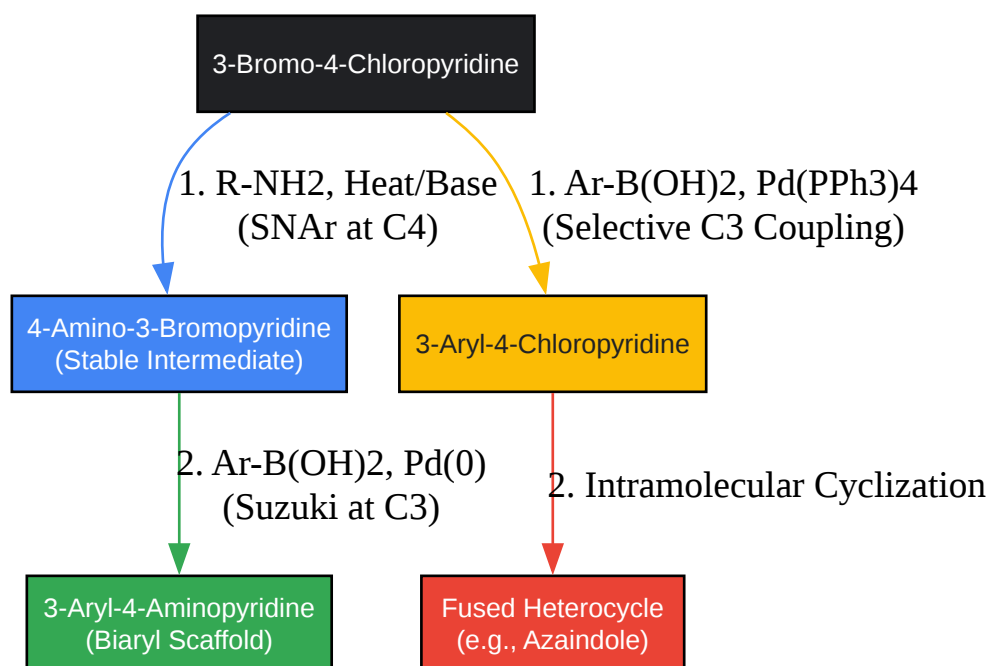 3-Bromo-4-Chloropyridine
1. R-NH2, Heat/Base
(SNAr at C4)
1. Ar-B(OH)2, Pd(PPh3)4
(Selective C3 Coupling)
4-Amino-3-Bromopyridine
(Stable Intermediate)
3-Aryl-4-Chloropyridine
2. Ar-B(OH)2, Pd(0)
(Suzuki at C3)
2. Intramolecular Cyclization
3-Aryl-4-Aminopyridine
(Biaryl Scaffold)
Fused Heterocycle
(e.g., Azaindole)